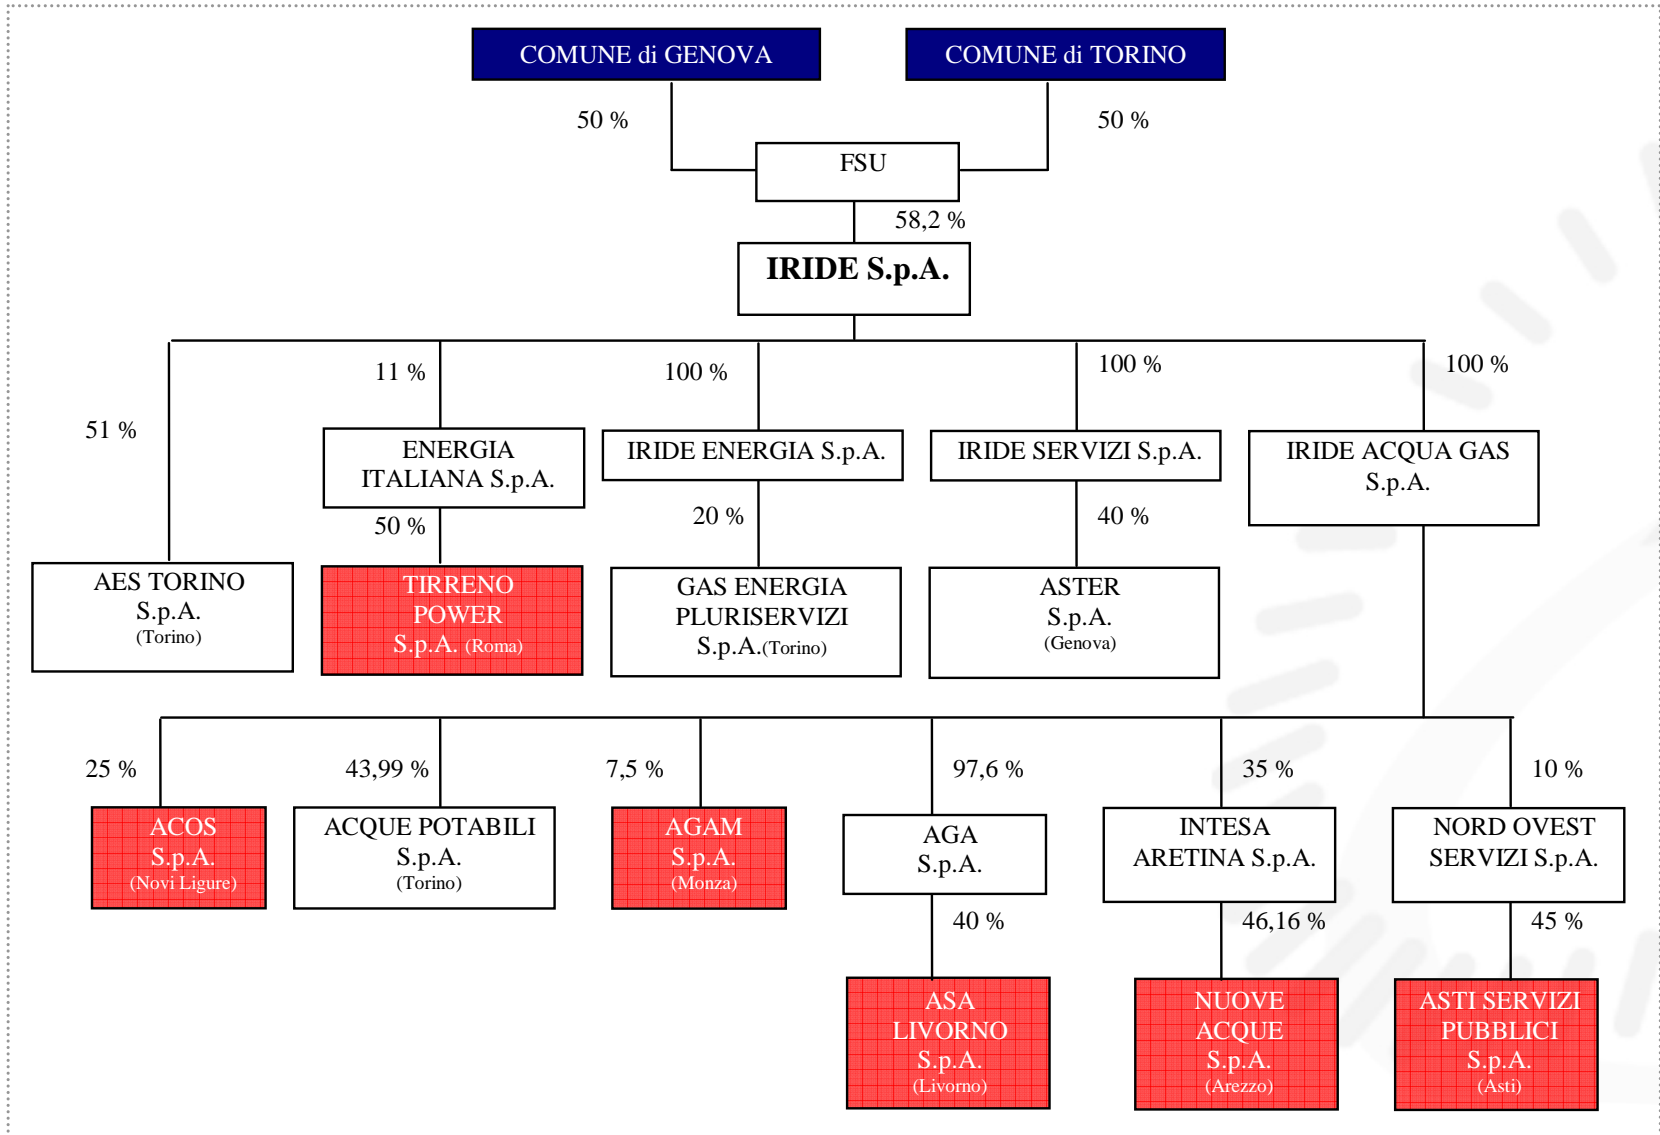 COMUNE di GENOVA
COMUNE di TORINO
50 %
50 %
FSU
58,2 %
IRIDE S.p.A.
11 %
100 %
100 %
100 %
51 %
ENERGIA
ITALIANA S.p.A.
IRIDE ENERGIA S.p.A.
IRIDE SERVIZI S.p.A.
IRIDE ACQUA GAS
S.p.A.
50 %
20 %
40 %
AES TORINO
S.p.A.
(Torino)
TIRRENO
POWER
S.p.A. (Roma)
GAS ENERGIA
PLURISERVIZI
S.p.A.(Torino)
ASTER
S.p.A.
(Genova)
25 %
43,99 %
7,5 %
97,6 %
35 %
10 %
ACOS
S.p.A.
(Novi Ligure)
ACQUE POTABILI
S.p.A.
(Torino)
AGAM
S.p.A.
(Monza)
AGA
S.p.A.
INTESA
ARETINA S.p.A.
NORD OVEST
SERVIZI S.p.A.
40 %
46,16 %
45 %
ASA
LIVORNO
S.p.A.
(Livorno)
NUOVE
ACQUE
S.p.A.
(Arezzo)
ASTI SERVIZI
PUBBLICI
S.p.A.
(Asti)